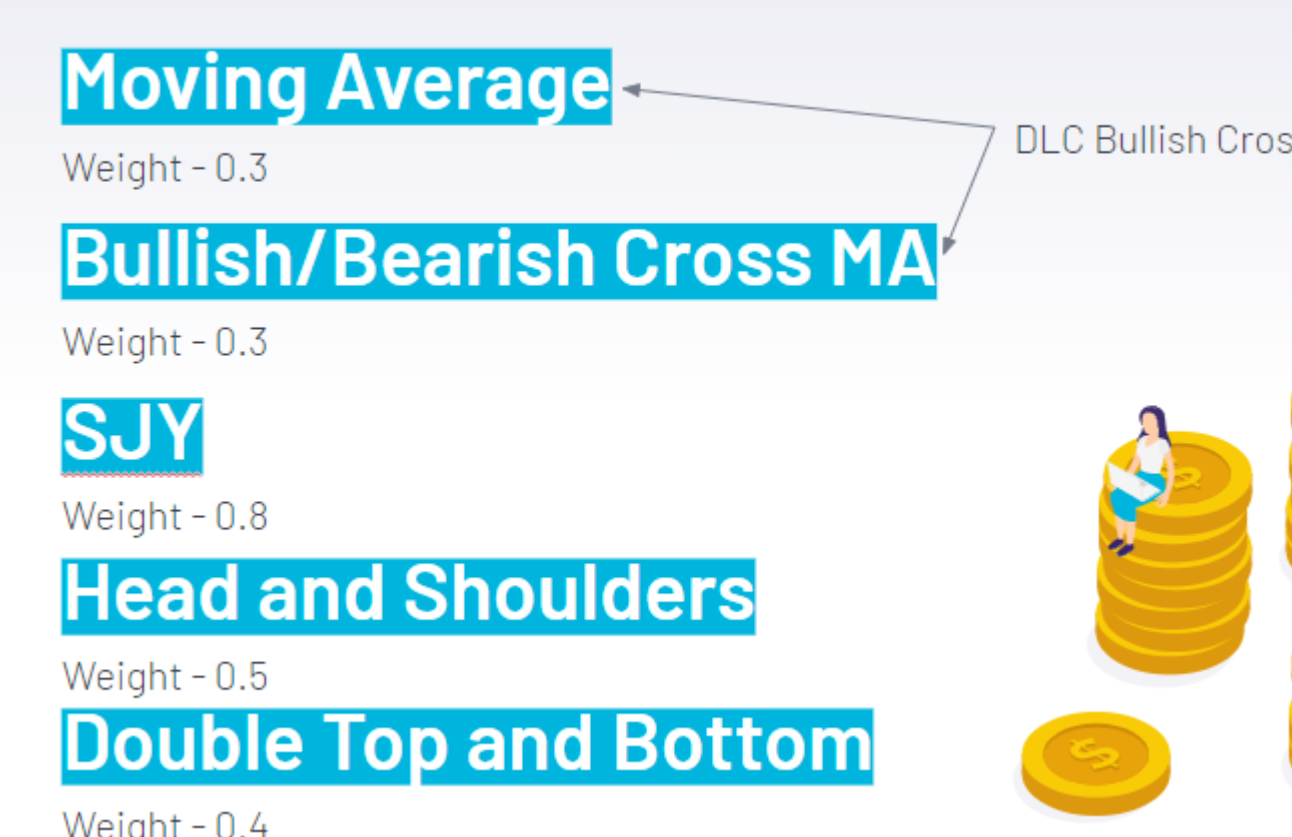 Moving Average
Weight - 0.3
DLC Bullish Cros
Bullish/Bearish Cross MA
Weight - 0.3
SJY
Weight - 0.8
Head and Shoulders
Weight - 0.5
Double Top and Bottom
Weight - 0.4